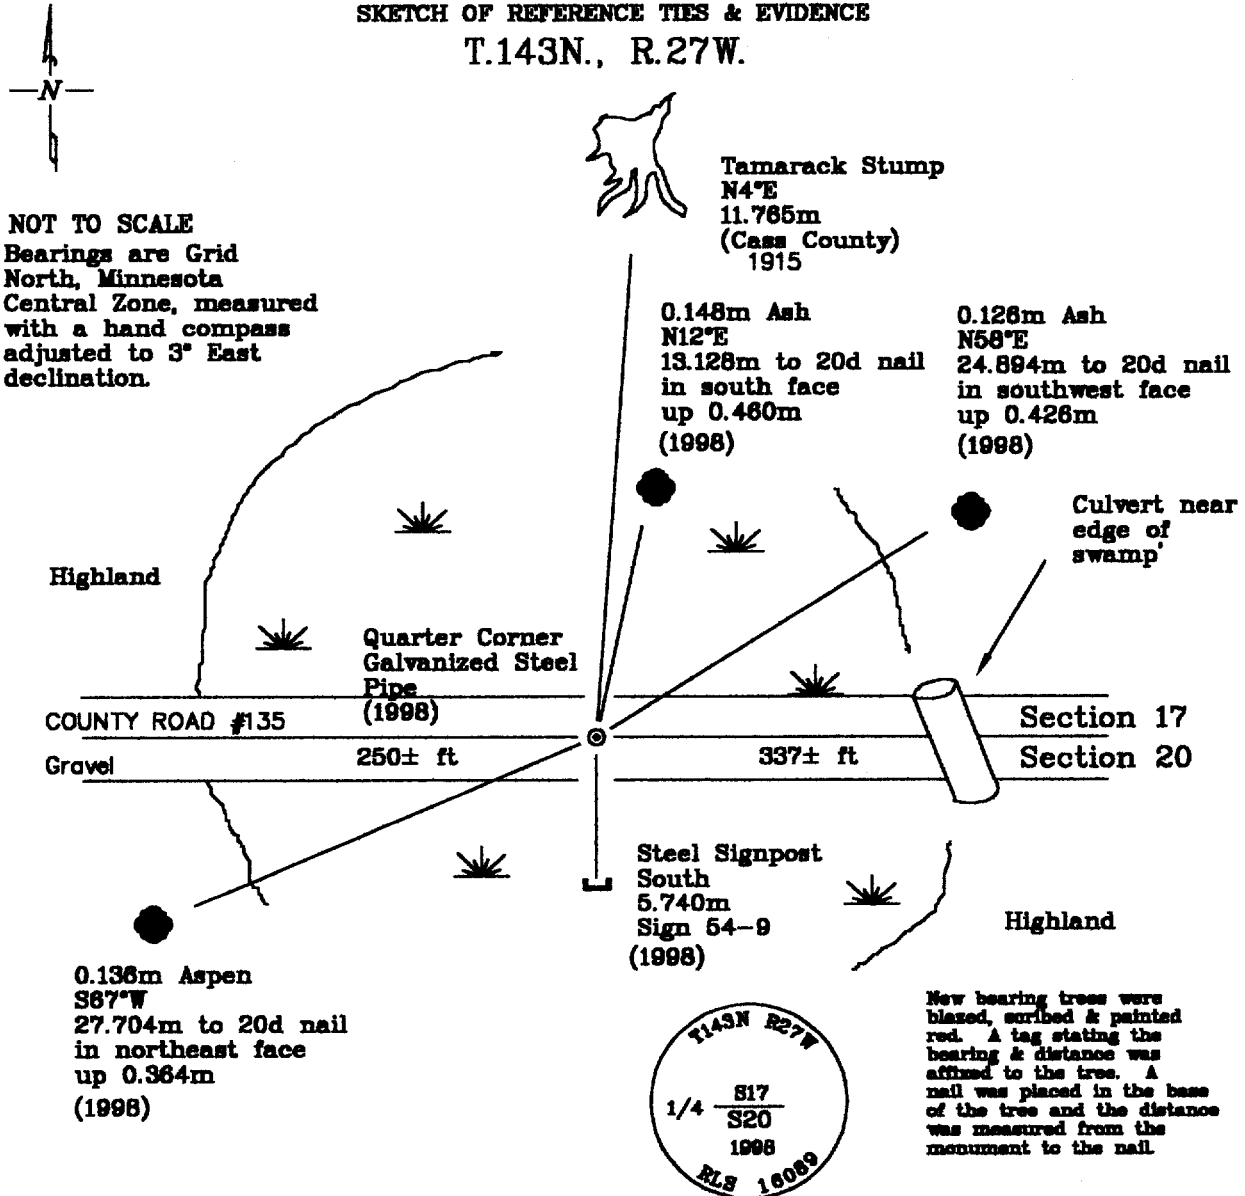 SKETCH OF REFERENCE TIES & EVIDENCE
T.143N., R.27W.
N
NOT TO SCALE
Bearings are Grid
North, Minnesota
Central Zone, measured
with a hand compass
adjusted to 3° East
declination.
Tamarack Stump
N4°E
11.765m
(Cass County)
1915
0.148m Ash
N12°E
13.128m to 20d nail
in south face
up 0.460m
(1998)
0.126m Ash
N58°E
24.894m to 20d nail
in southwest face
up 0.426m
(1998)
Culvert near
edge of
swamp
Highland
Quarter Corner
Galvanized Steel
Pipe
(1998)
COUNTY ROAD #135
Gravel
250± ft
337± ft
Section 17
Section 20
Steel Signpost
South
5.740m
Sign 54-9
(1998)
Highland
0.136m Aspen
S67°W
27.704m to 20d nail
in northeast face
up 0.364m
(1998)
T143N R27W
1/4 S17
S20
1998
RLS 16089
New bearing trees were
blazed, scribed & painted
red. A tag stating the
bearing & distance was
affixed to the tree. A
nail was placed in the base
of the tree and the distance
was measured from the
monument to the nail